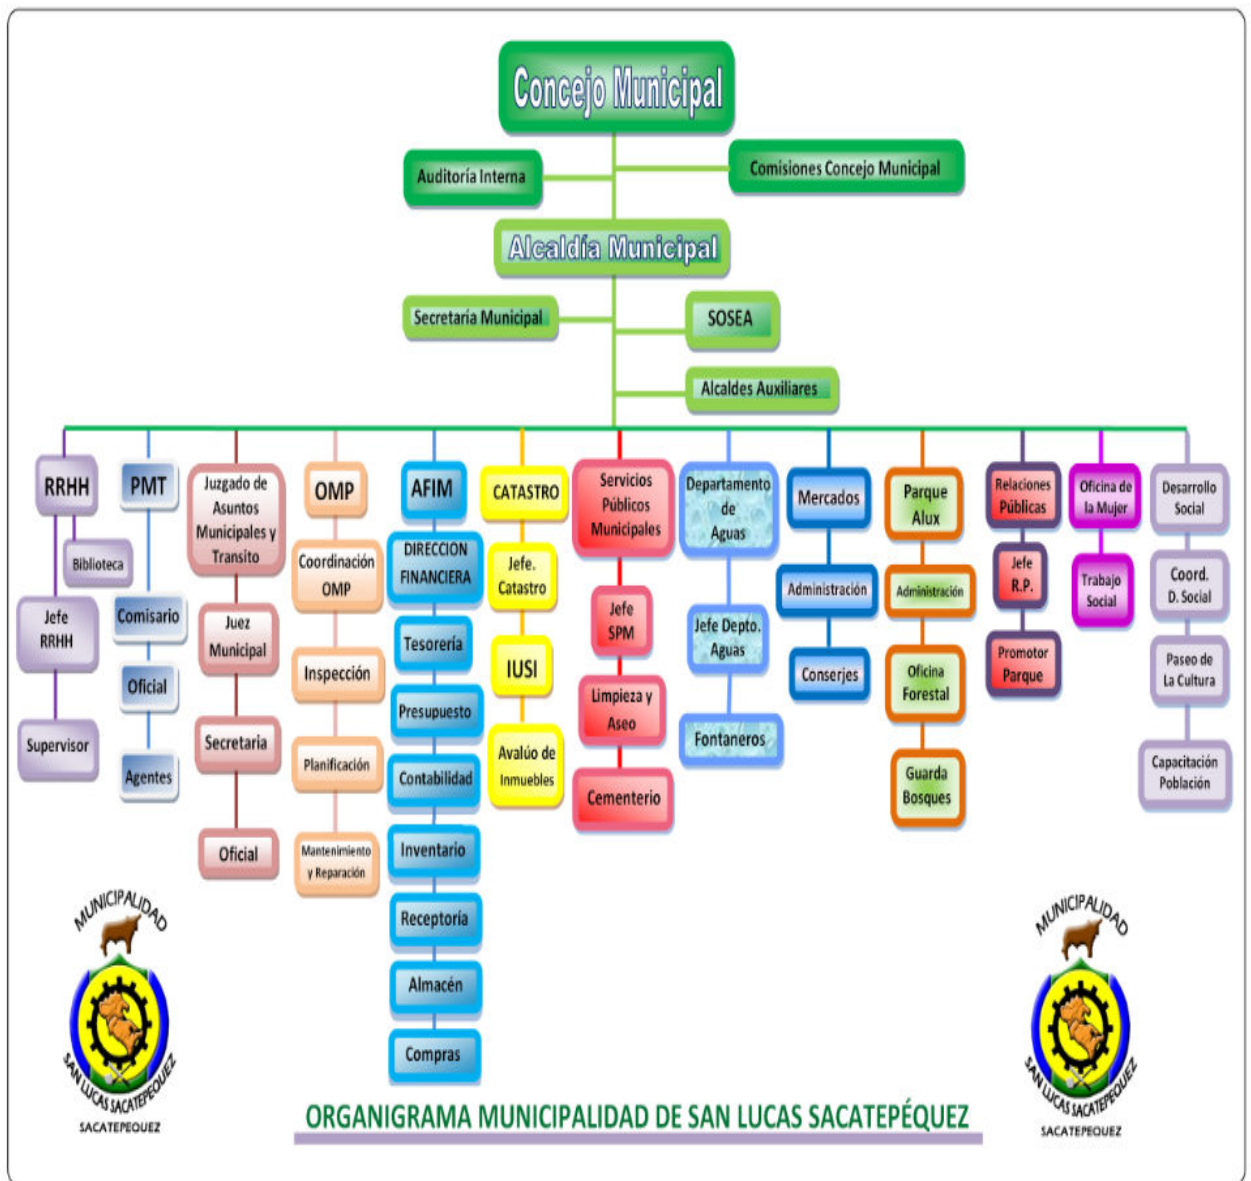 Concejo Municipal
Auditoría Interna
Comisiones Concejo Municipal
Alcaldía Municipal
Secretaría Municipal
SOSEA
Alcaldes Auxiliares
RRHH
Biblioteca
Jefe
RRHH
Supervisor
PMT
Comisario
Oficial
Agentes
Juzgado de
Asuntos
Municipales y
Transito
Juez
Municipal
Secretaria
Oficial
OMP
Coordinación
OMP
Inspección
Planificación
Mantenimiento
y Reparación
AFIM
DIRECCION
FINANCIERA
Tesorería
Presupuesto
Contabilidad
Inventario
Receptoría
Almacén
Compras
CATASTRO
Jefe.
Catastro
IUSI
Avalúo de
Inmuebles
Servicios
Públicos
Municipales
Jefe
SPM
Limpieza y
Aseo
Cementerio
Departamento
de
Aguas
Jefe Depto.
Aguas
Fontaneros
Mercados
Administración
Conserjes
Parque
Alux
Administración
Oficina
Forestal
Guarda
Bosques
Relaciones
Públicas
Jefe
R.P.
Promotor
Parque
Oficina de
la Mujer
Trabajo
Social
Desarrollo
Social
Coord.
D. Social
Paseo de
La Cultura
Capacitación
Población
MUNICIPALIDAD
SAN LUCAS SACATEPEQUEZ
SACATEPEQUEZ
MUNICIPALIDAD
SAN LUCAS SACATEPEQUEZ
SACATEPEQUEZ
ORGANIGRAMA MUNICIPALIDAD DE SAN LUCAS SACATEPÉQUEZ